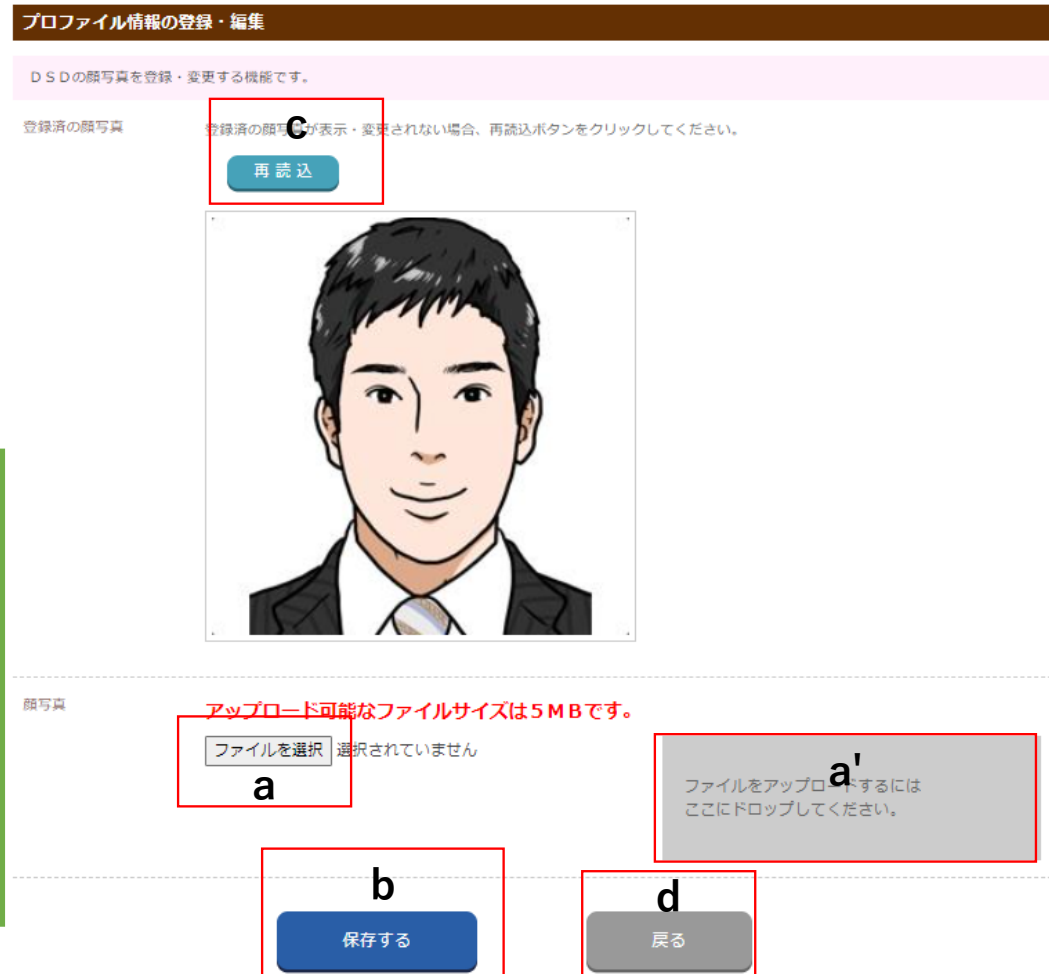 プロファイル情報の登録・編集
ＤＳＤの顔写真を登録・変更する機能です。
登録済の顔写真
c
登録済の顔写真が表示・変更されない場合、再読込ボタンをクリックしてください。
再読込
顔写真
アップロード可能なファイルサイズは５ＭＢです。
ファイルを選択 選択されていません
a
a'
ファイルをアップロードするには
ここにドロップしてください。
b
d
保存する
戻る